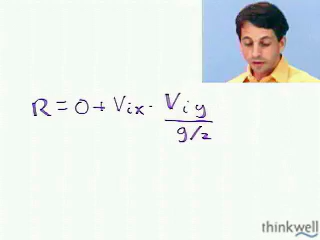 R = 0 + Vix · Viy / g/2
thinkwell